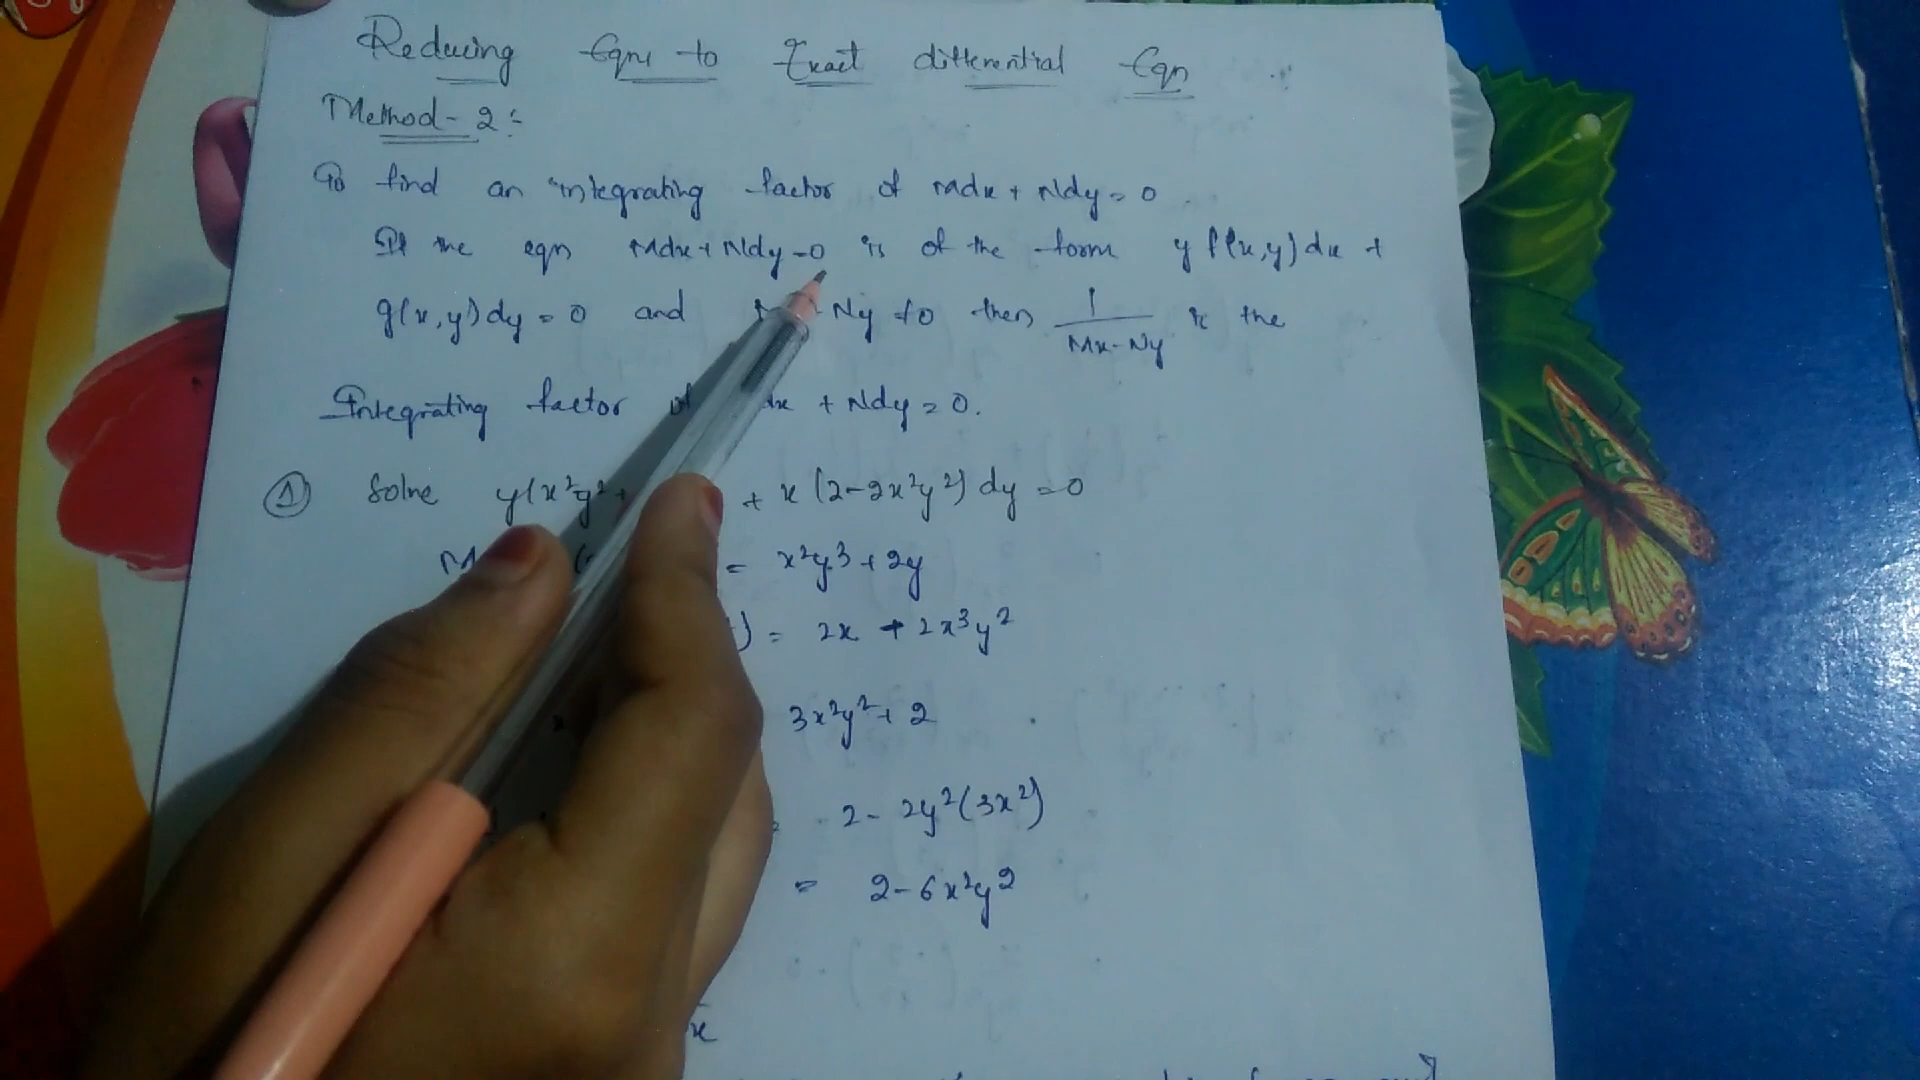 Reducing Eqns to Exact differential Eqn
Method-2:-
To find an integrating factor of Mdx + Ndy = 0
If the eqn Mdx + Ndy = 0 is of the form y f(x,y) dx +
g(x,y) dy = 0 and Ny ≠ 0 then 1/(Mx-Ny) is the
Integrating factor of dx + Ndy = 0.
① Solve y(x²y²+ + x(2-2x²y²) dy = 0
M = x²y³ + 2y
) = 2x + 2x³y²
3x²y² + 2
2 - 2y²(3x²)
= 2 - 6x²y²
x